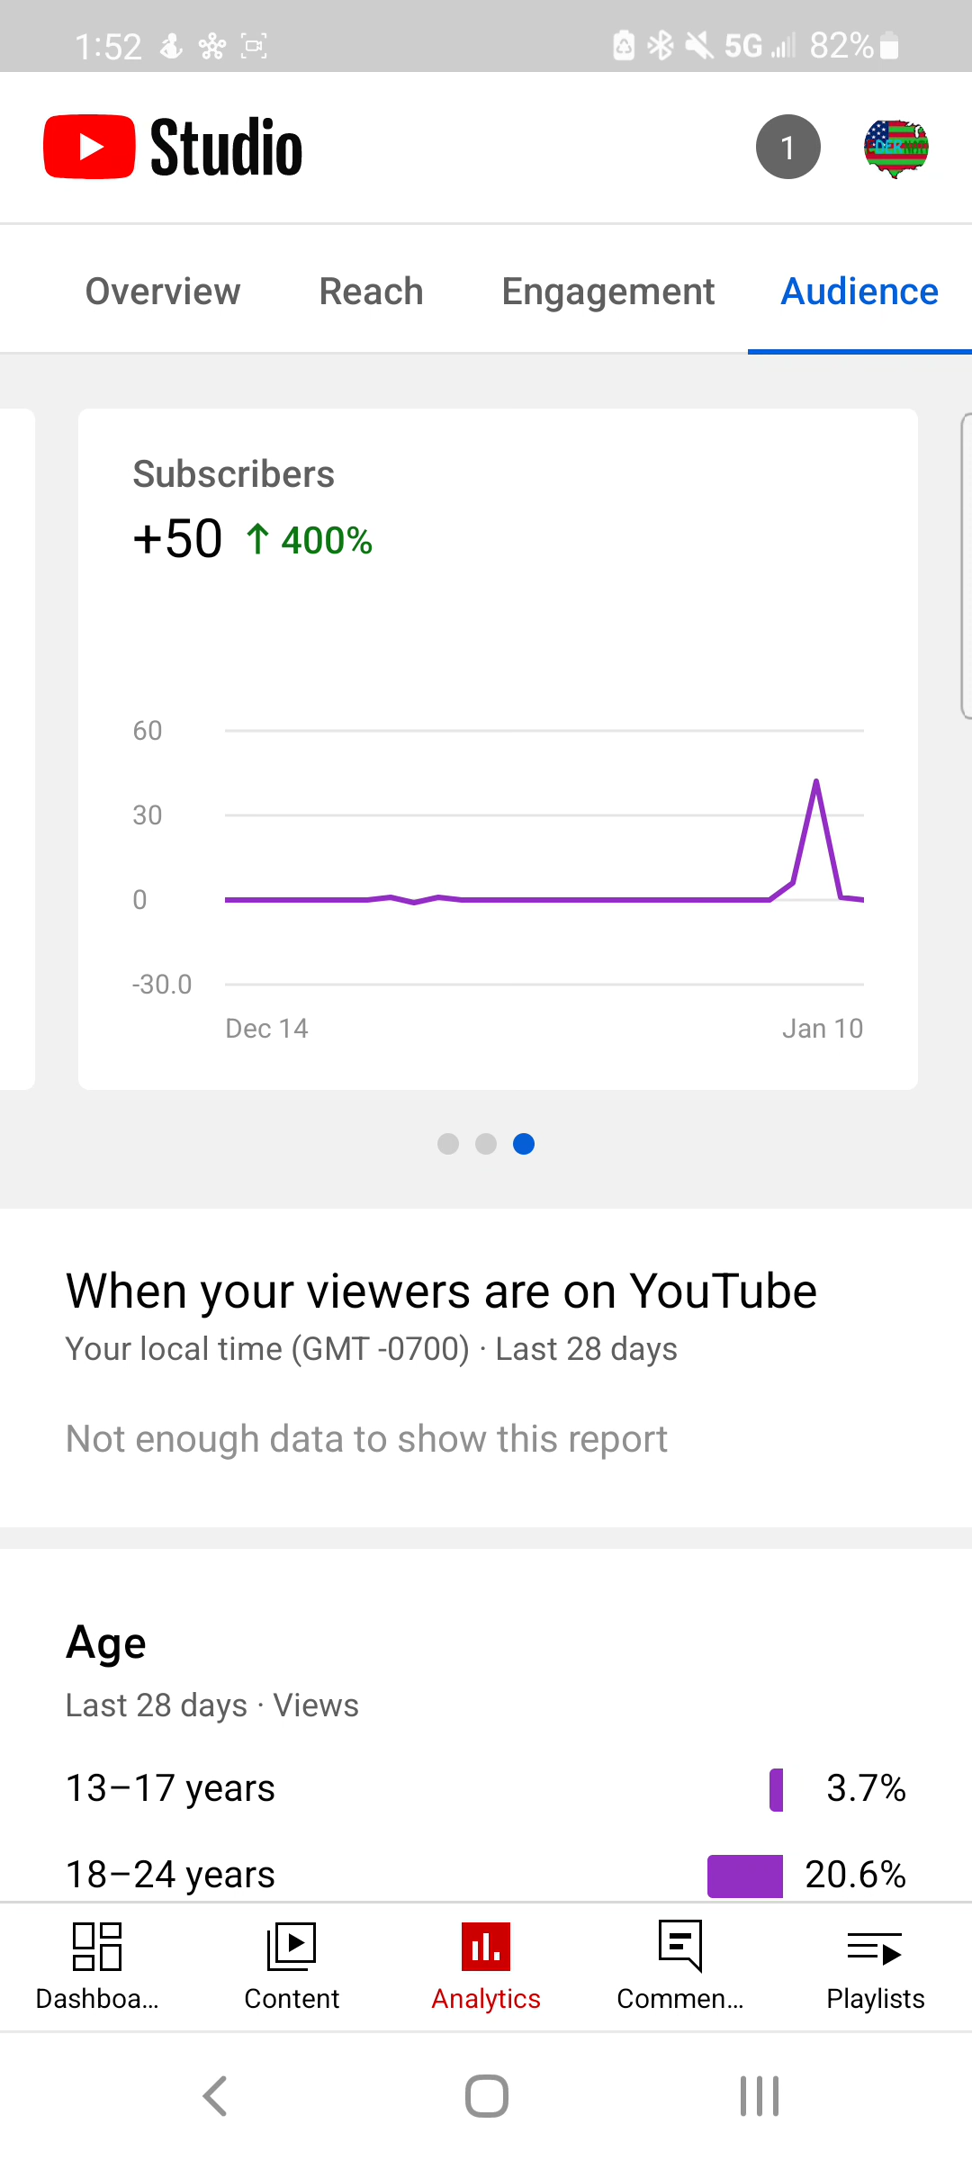 1:52 5G 82%
Studio
1
Overview Reach Engagement Audience
Subscribers
+50 ↑ 400%
60
30
0
-30.0
Dec 14 Jan 10
When your viewers are on YouTube
Your local time (GMT -0700) · Last 28 days
Not enough data to show this report
Age
Last 28 days · Views
13–17 years 3.7%
18–24 years 20.6%
Dashboa... Content Analytics Commen... Playlists